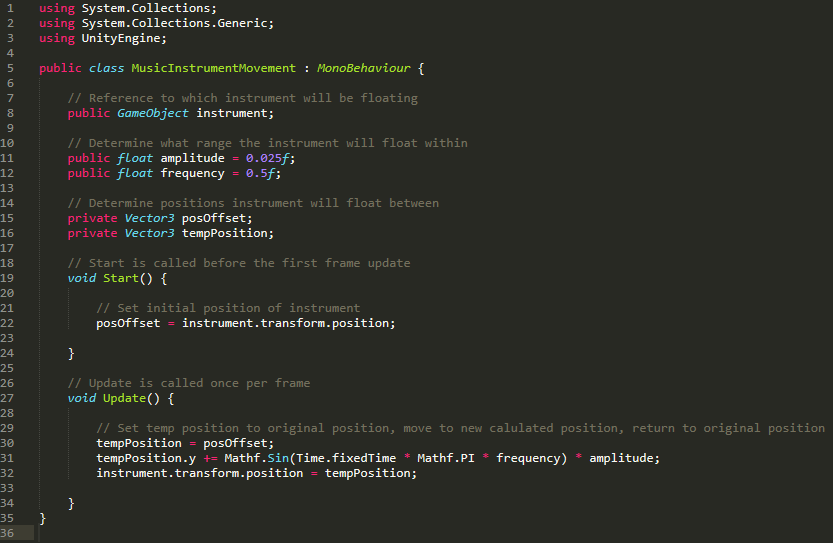 1 using System.Collections;
2 using System.Collections.Generic;
3 using UnityEngine;
4
5 public class MusicInstrumentMovement : MonoBehaviour {
6
7 // Reference to which instrument will be floating
8 public GameObject instrument;
9
10 // Determine what range the instrument will float within
11 public float amplitude = 0.025f;
12 public float frequency = 0.5f;
13
14 // Determine positions instrument will float between
15 private Vector3 posOffset;
16 private Vector3 tempPosition;
17
18 // Start is called before the first frame update
19 void Start() {
20
21 // Set initial position of instrument
22 posOffset = instrument.transform.position;
23
24 }
25
26 // Update is called once per frame
27 void Update() {
28
29 // Set temp position to original position, move to new calulated position, return to original position
30 tempPosition = posOffset;
31 tempPosition.y += Mathf.Sin(Time.fixedTime * Mathf.PI * frequency) * amplitude;
32 instrument.transform.position = tempPosition;
33
34 }
35 }
36